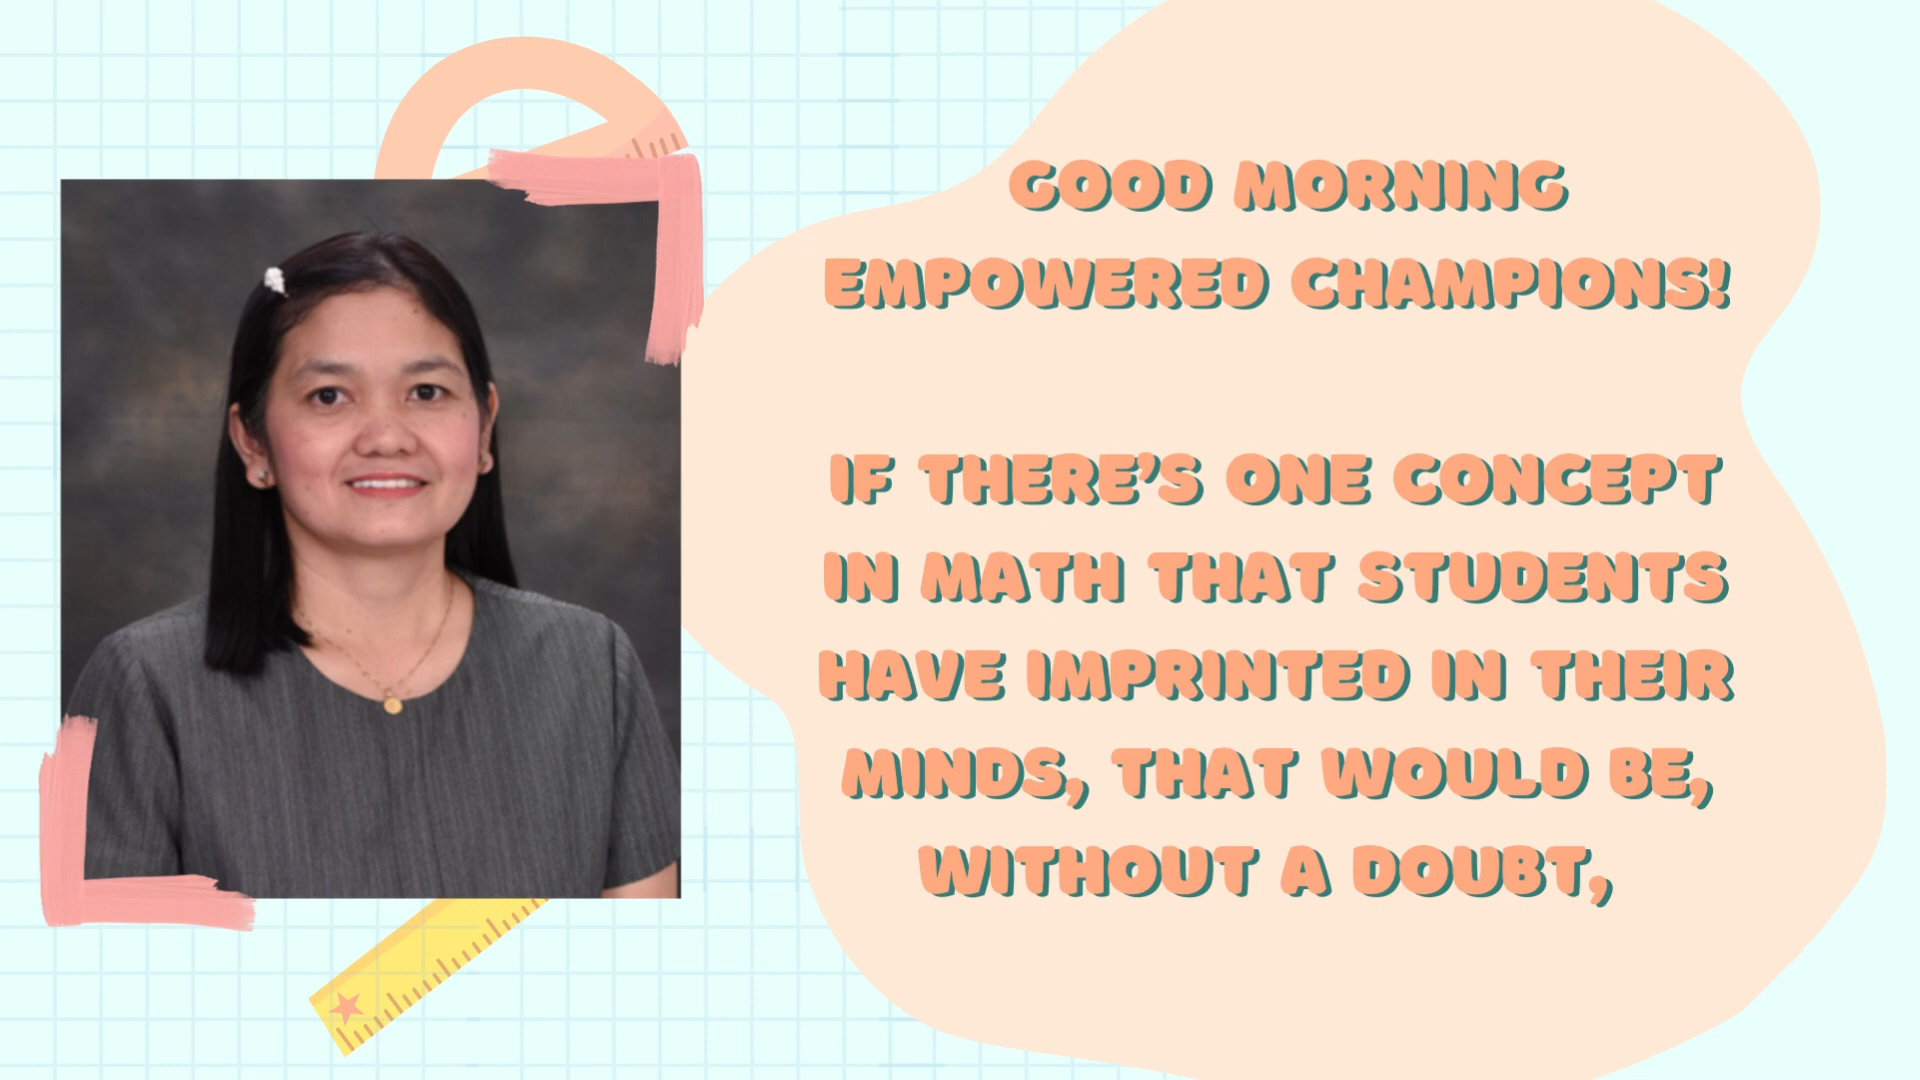 GOOD MORNING
EMPOWERED CHAMPIONS!
IF THERE’S ONE CONCEPT
IN MATH THAT STUDENTS
HAVE IMPRINTED IN THEIR
MINDS, THAT WOULD BE,
WITHOUT A DOUBT,